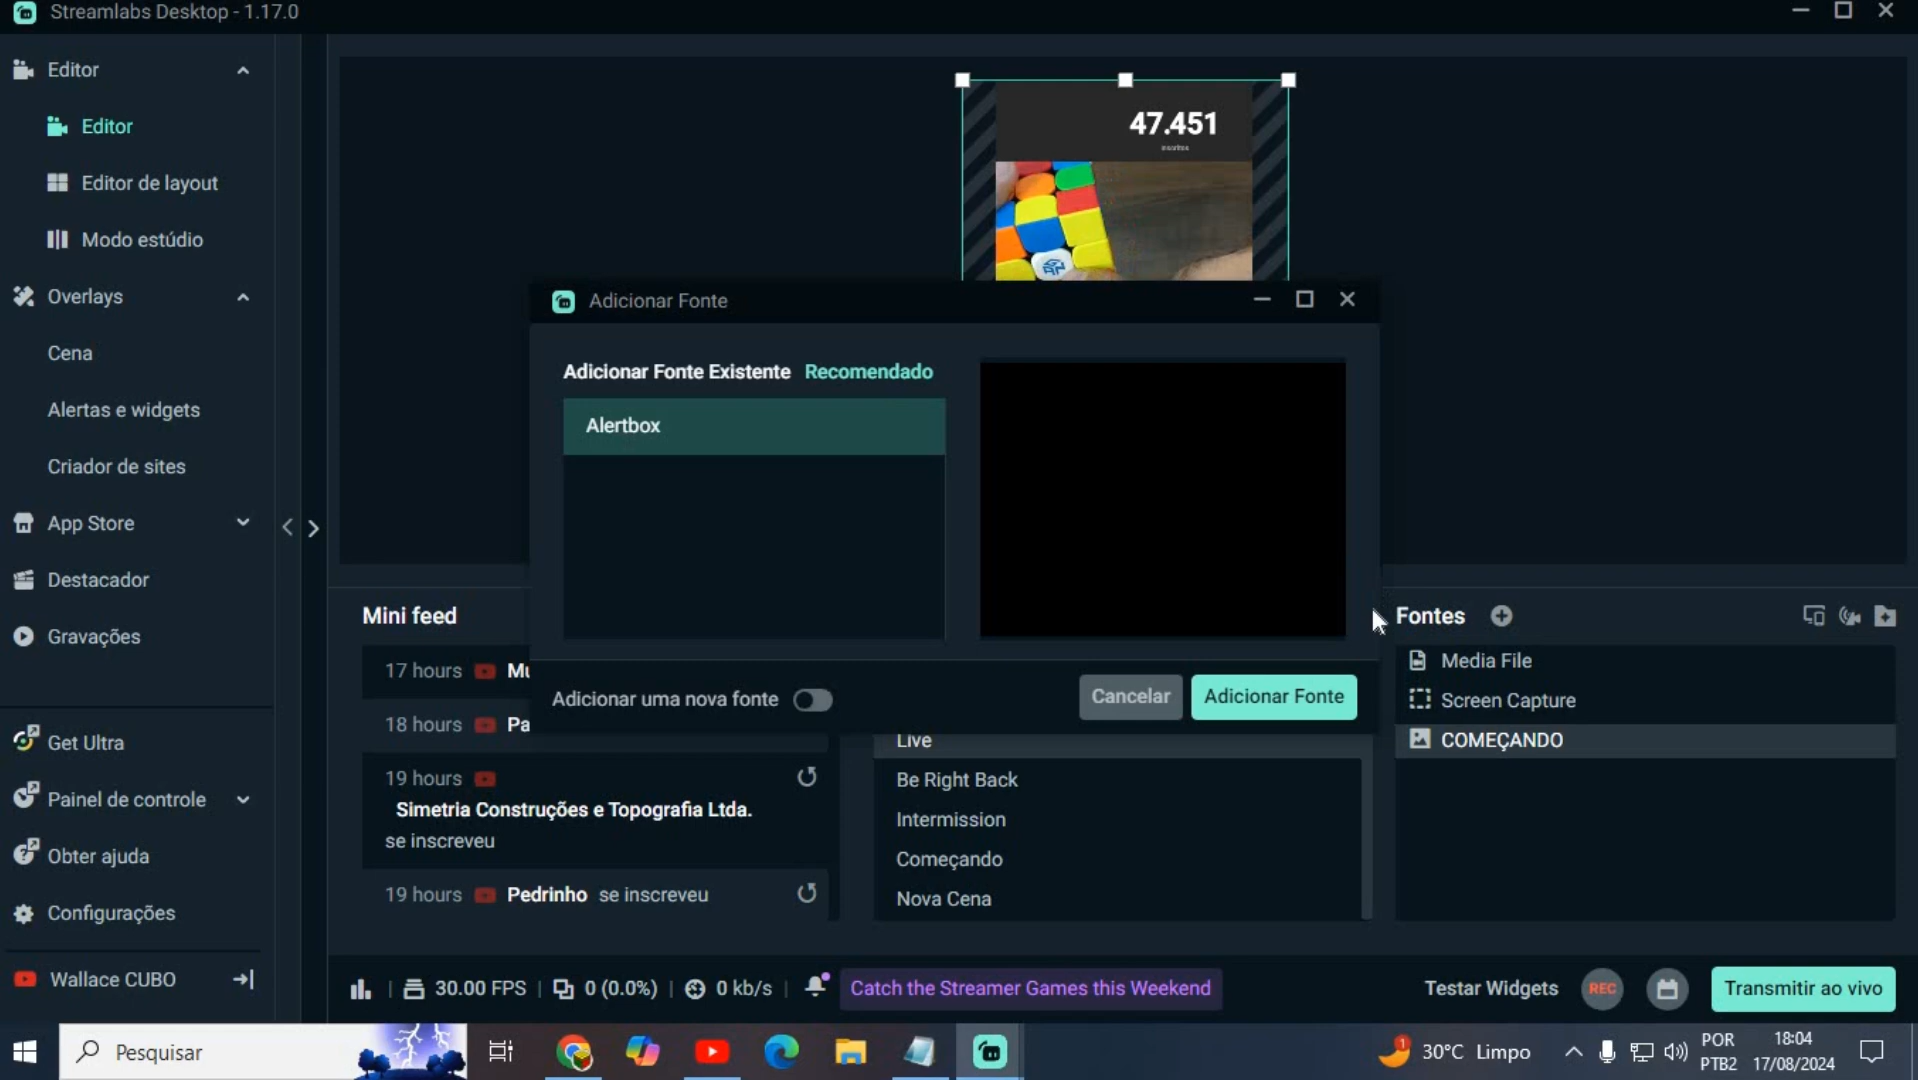 Streamlabs Desktop - 1.17.0
Editor
Editor
Editor de layout
Modo estúdio
Overlays
Cena
Alertas e widgets
Criador de sites
App Store
Destacador
Gravações
Get Ultra
Painel de controle
Obter ajuda
Configurações
Wallace CUBO
47.451
Adicionar Fonte
Adicionar Fonte Existente Recomendado
Alertbox
Adicionar uma nova fonte
Cancelar
Adicionar Fonte
Mini feed
17 hours
18 hours Pa
19 hours
Simetria Construções e Topografia Ltda.
se inscreveu
19 hours Pedrinho se inscreveu
Live
Be Right Back
Intermission
Começando
Nova Cena
Fontes
Media File
Screen Capture
COMEÇANDO
30.00 FPS 0 (0.0%) 0 kb/s Catch the Streamer Games this Weekend
Testar Widgets REC Transmitir ao vivo
Pesquisar
1 30°C Limpo
POR
PTB2
18:04
17/08/2024